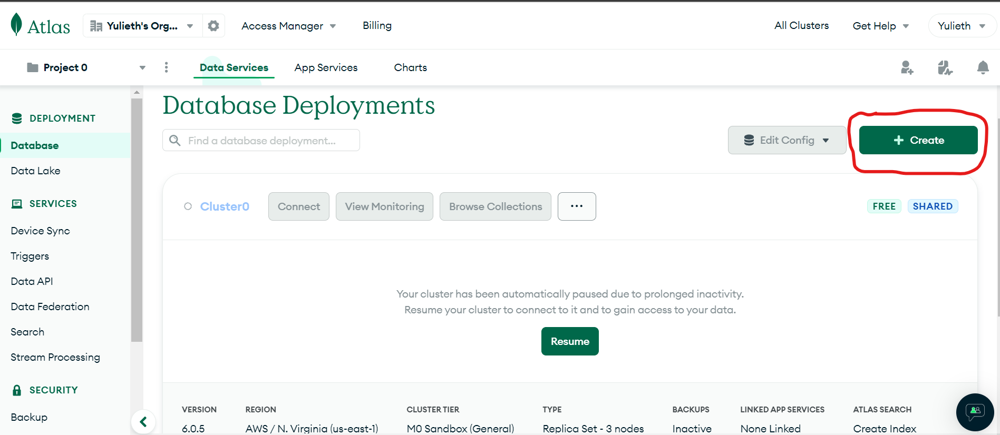 Atlas
Yulieth's Org...
Access Manager
Billing
All Clusters
Get Help
Yulieth
Project 0
Data Services
App Services
Charts
DEPLOYMENT
Database
Data Lake
SERVICES
Device Sync
Triggers
Data API
Data Federation
Search
Stream Processing
SECURITY
Backup
Database Deployments
Find a database deployment...
Edit Config
+ Create
Cluster0
Connect
View Monitoring
Browse Collections
...
FREE
SHARED
Your cluster has been automatically paused due to prolonged inactivity.
Resume your cluster to connect to it and to gain access to your data.
Resume
VERSION
6.0.5
REGION
AWS / N. Virginia (us-east-1)
CLUSTER TIER
M0 Sandbox (General)
TYPE
Replica Set - 3 nodes
BACKUPS
Inactive
LINKED APP SERVICES
None Linked
ATLAS SEARCH
Create Index